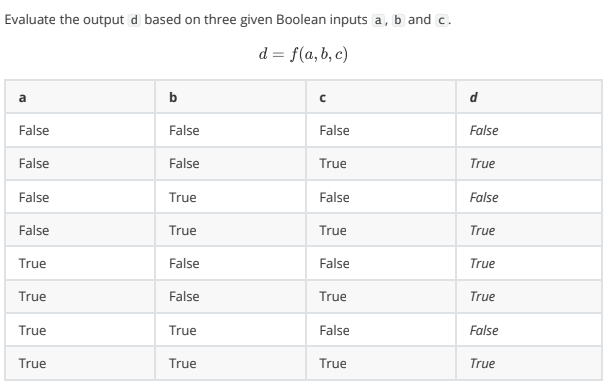 Evaluate the output d based on three given Boolean inputs a, b and c.
d = f(a, b, c)
a b c d
False False False False
False False True True
False True False False
False True True True
True False False True
True False True True
True True False False
True True True True